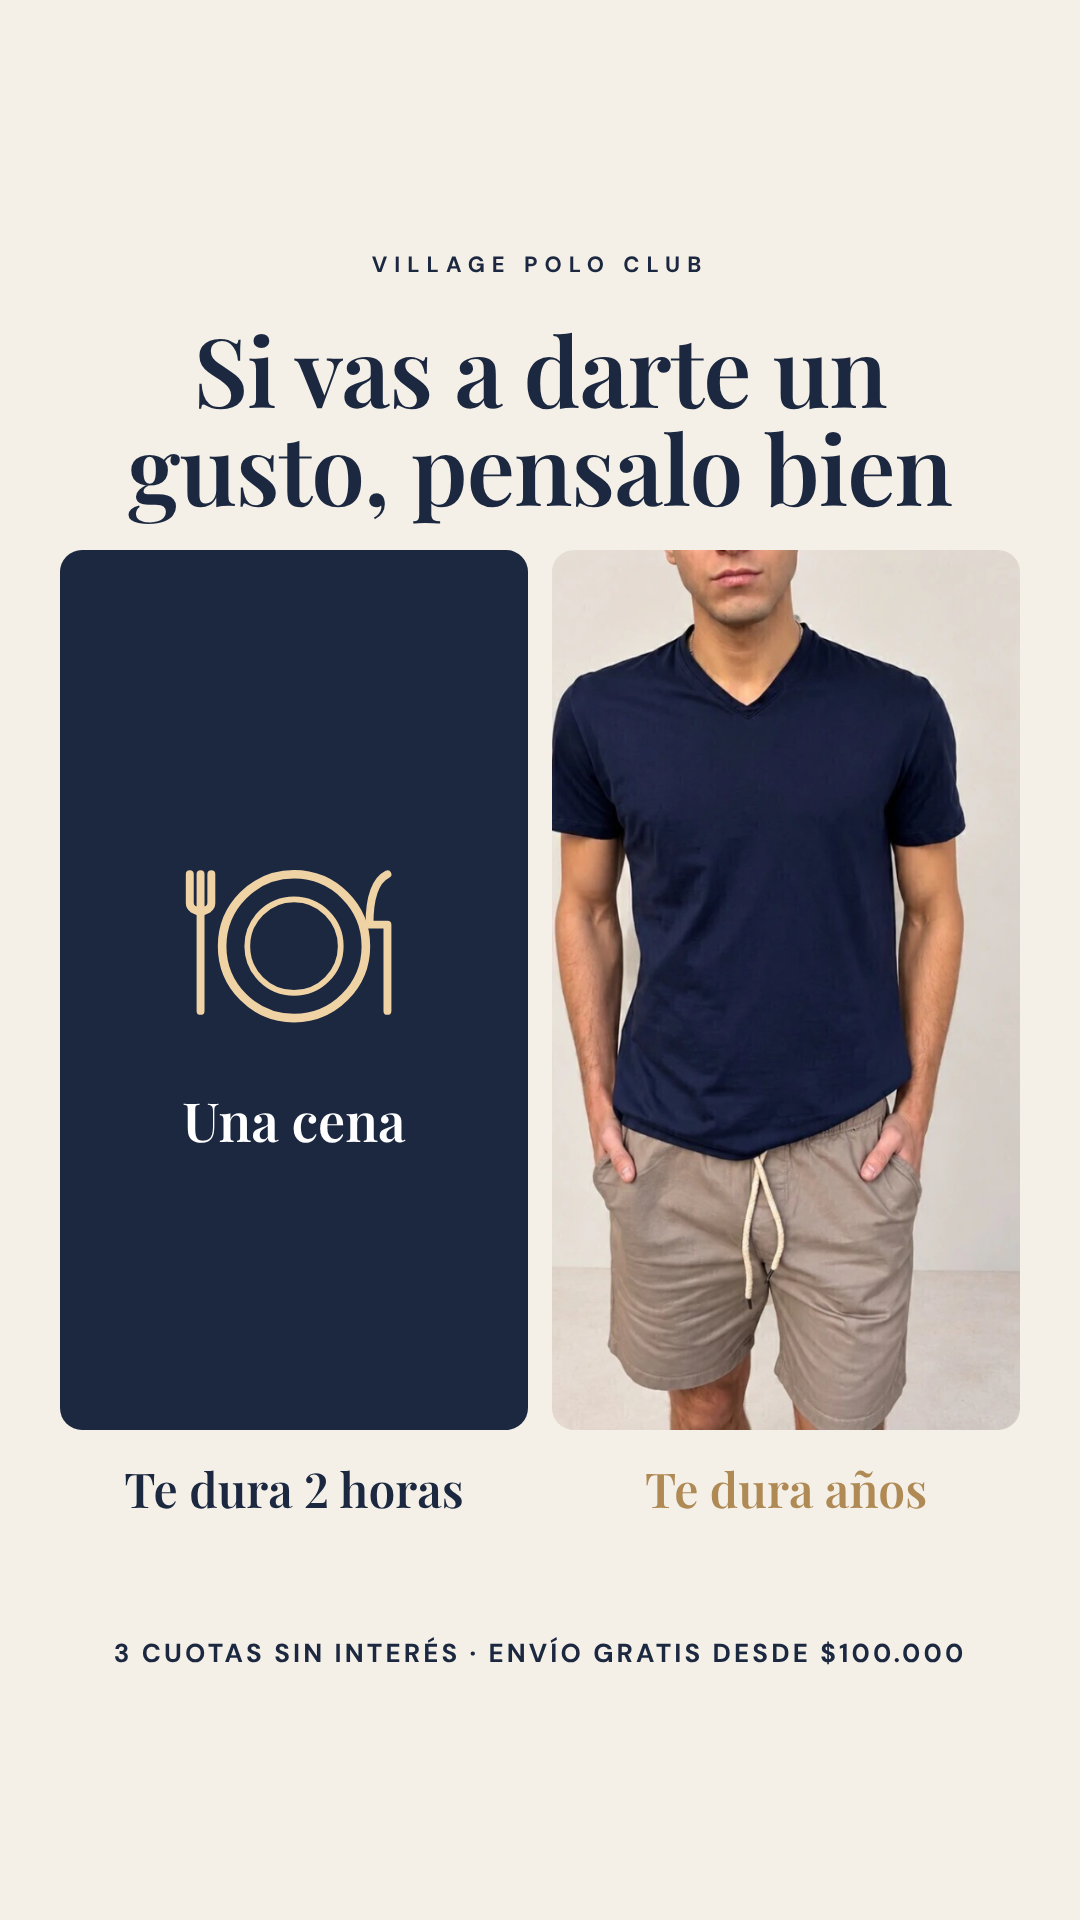 VILLAGE POLO CLUB
Si vas a darte un
gusto, pensalo bien
Una cena
Te dura 2 horas
Te dura años
3 CUOTAS SIN INTERÉS · ENVÍO GRATIS DESDE $100.000